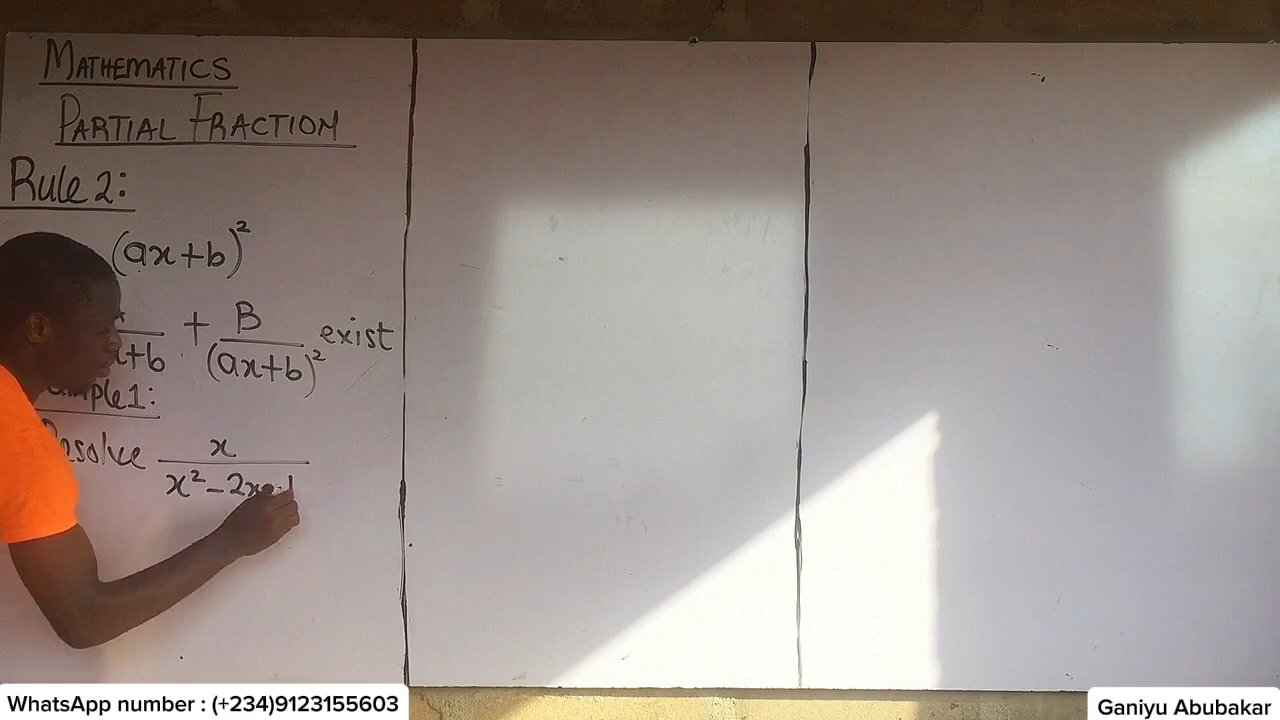 MATHEMATICS
PARTIAL FRACTION
Rule 2:
(ax+b)²
+ B/(ax+b)² exist
x
x² - 2x
WhatsApp number : (+234)9123155603
Ganiyu Abubakar